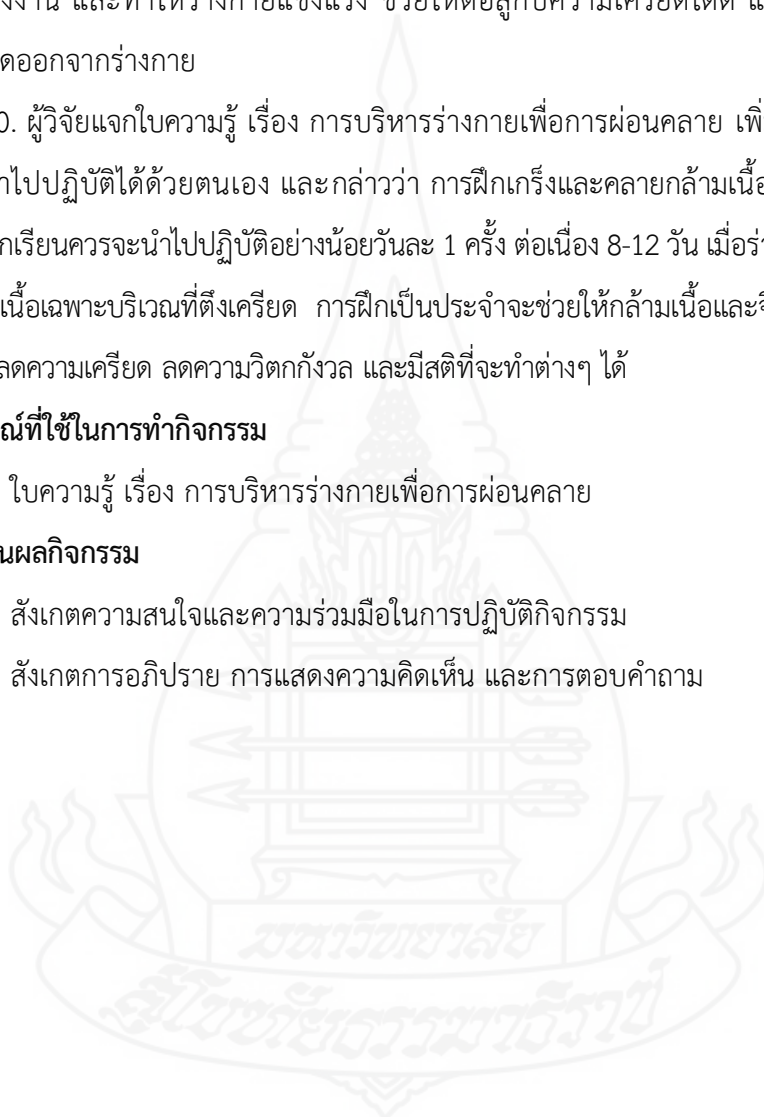 และทำให้ร่างกายแข็งแรง ช่วยให้ต่อสู้กับความเครียดได้ดี
ออกจากร่างกาย
0. ผู้วิจัยแจกใบความรู้ เรื่อง การบริหารร่างกายเพื่อการผ่อนคลาย เพิ่
ำไปปฏิบัติได้ด้วยตนเอง และกล่าวว่า การฝึกเกร็งและคลายกล้ามเนื้อ
กเรียนควรจะนำไปปฏิบัติอย่างน้อยวันละ 1 ครั้ง ต่อเนื่อง 8-12 วัน เมื่อร่
เนื้อเฉพาะบริเวณที่ตึงเครียด การฝึกเป็นประจำจะช่วยให้กล้ามเนื้อและจิ
ลดความเครียด ลดความวิตกกังวล และมีสติที่จะทำต่างๆ ได้
ณ์ที่ใช้ในการทำกิจกรรม
ใบความรู้ เรื่อง การบริหารร่างกายเพื่อการผ่อนคลาย
นผลกิจกรรม
สังเกตความสนใจและความร่วมมือในการปฏิบัติกิจกรรม
สังเกตการอภิปราย การแสดงความคิดเห็น และการตอบคำถาม
มหาวิทยาลัย
สุโขทัยธรรมาธิราช